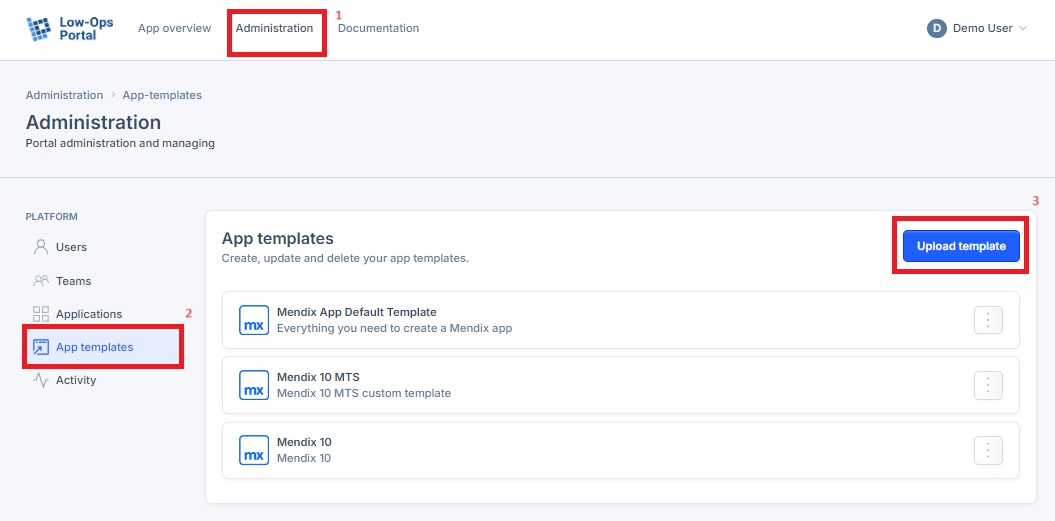 Low-Ops
Portal
App overview
Administration
1
Documentation
D
Demo User
Administration > App-templates
Administration
Portal administration and managing
PLATFORM
Users
Teams
Applications
2
App templates
Activity
3
App templates
Create, update and delete your app templates.
Upload template
mx
Mendix App Default Template
Everything you need to create a Mendix app
mx
Mendix 10 MTS
Mendix 10 MTS custom template
mx
Mendix 10
Mendix 10